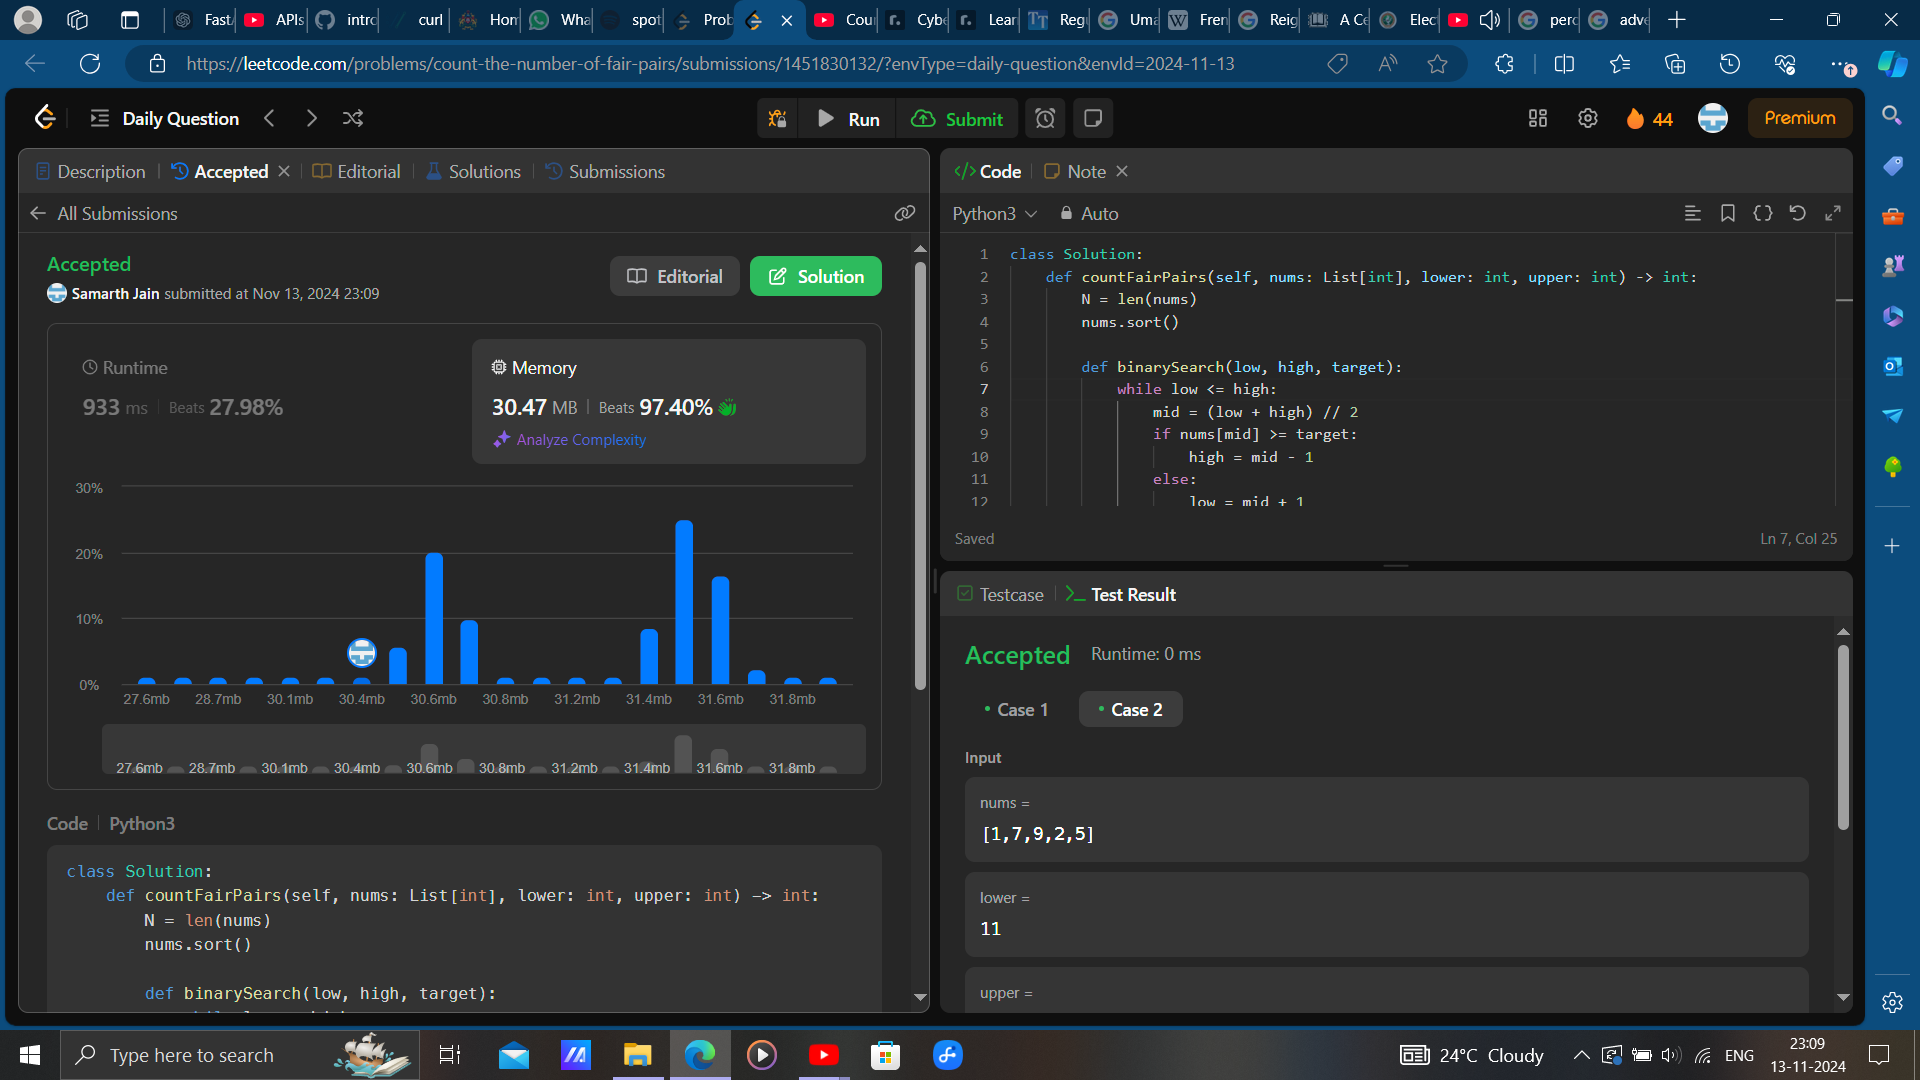 Fast
APIs
intro
curl
Hom
Wha
spot
Prob
Cour
Cybe
Lear
Regu
Uma
Fren
Reig
A Ce
Elec
perc
adve
https://leetcode.com/problems/count-the-number-of-fair-pairs/submissions/1451830132/?envType=daily-question&envId=2024-11-13
Daily Question
Run
Submit
44
Premium
Description
Accepted
Editorial
Solutions
Submissions
All Submissions
Accepted
Samarth Jain submitted at Nov 13, 2024 23:09
Editorial
Solution
Runtime
933 ms | Beats 27.98%
Memory
30.47 MB | Beats 97.40%
Analyze Complexity
30%
20%
10%
0%
27.6mb 28.7mb 30.1mb 30.4mb 30.6mb 30.8mb 31.2mb 31.4mb 31.6mb 31.8mb
27.6mb 28.7mb 30.1mb 30.4mb 30.6mb 30.8mb 31.2mb 31.4mb 31.6mb 31.8mb
Code | Python3
class Solution:
def countFairPairs(self, nums: List[int], lower: int, upper: int) -> int:
N = len(nums)
nums.sort()
def binarySearch(low, high, target):
Code
Note
Python3
Auto
1 class Solution:
2 def countFairPairs(self, nums: List[int], lower: int, upper: int) -> int:
3 N = len(nums)
4 nums.sort()
5
6 def binarySearch(low, high, target):
7 while low <= high:
8 mid = (low + high) // 2
9 if nums[mid] >= target:
10 high = mid - 1
11 else:
12 low = mid + 1
Saved
Ln 7, Col 25
Testcase
Test Result
Accepted Runtime: 0 ms
Case 1
Case 2
Input
nums =
[1,7,9,2,5]
lower =
11
upper =
Type here to search
24°C Cloudy
ENG
23:09
13-11-2024